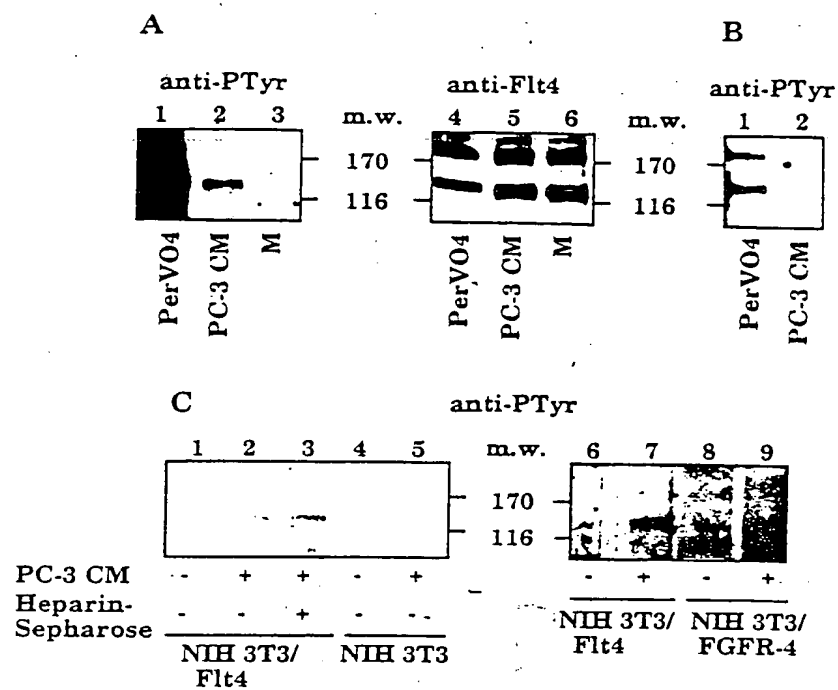 A
B
anti-PTyr
anti-Flt4
anti-PTyr
1 2 3 m.w. 4 5 6 1 2
170 170
116 116
PerVO4 PC-3 CM M PerVO4 PC-3 CM M PerVO4 PC-3 CM
C anti-PTyr
1 2 3 4 5 m.w. 6 7 8 9
170
116
PC-3 CM - + + - + - + - +
Heparin-
Sepharose - - + - -
NIH 3T3/
Flt4
NIH 3T3
NIH 3T3/
Flt4
NIH 3T3/
FGFR-4